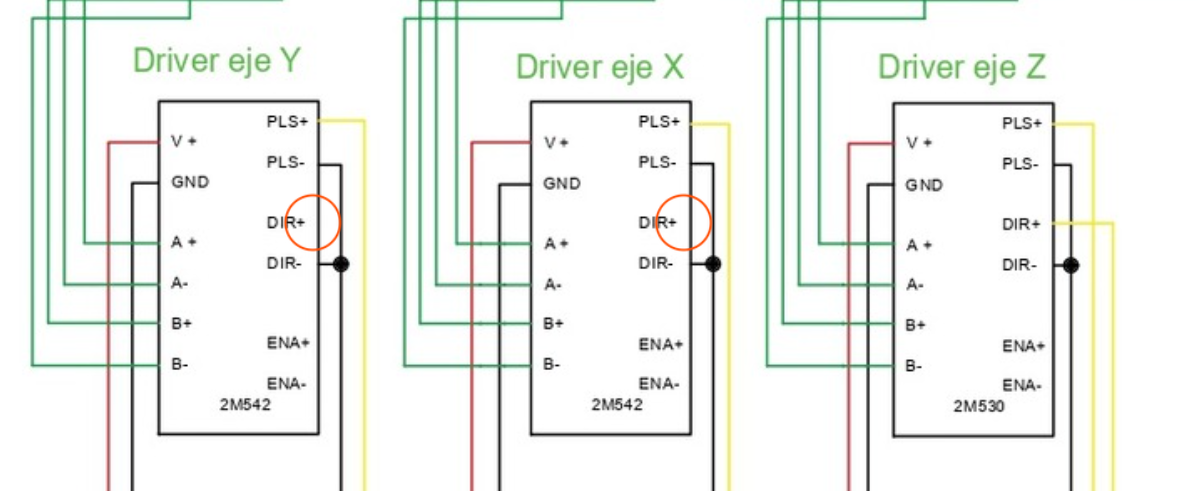 Driver eje Y
PLS+
V +
PLS-
GND
DIR+
A +
DIR-
A-
B+
ENA+
B-
ENA-
2M542
Driver eje X
PLS+
V +
PLS-
GND
DIR+
A +
DIR-
A-
B+
ENA+
B-
ENA-
2M542
Driver eje Z
PLS+
V +
PLS-
GND
DIR+
A +
DIR-
A-
B+
ENA+
B-
ENA-
2M530